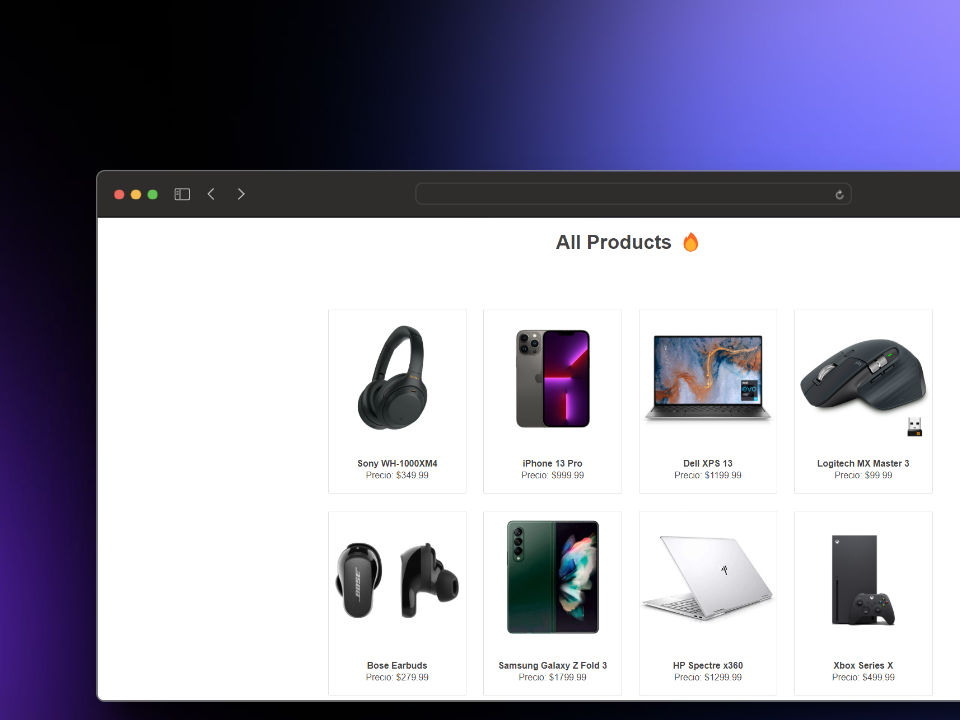 All Products 🔥
Sony WH-1000XM4
Precio: $349.99
iPhone 13 Pro
Precio: $999.99
Dell XPS 13
Precio: $1199.99
Logitech MX Master 3
Precio: $99.99
BOSE
Bose Earbuds
Precio: $279.99
Samsung Galaxy Z Fold 3
Precio: $1799.99
HP Spectre x360
Precio: $1299.99
Xbox Series X
Precio: $499.99